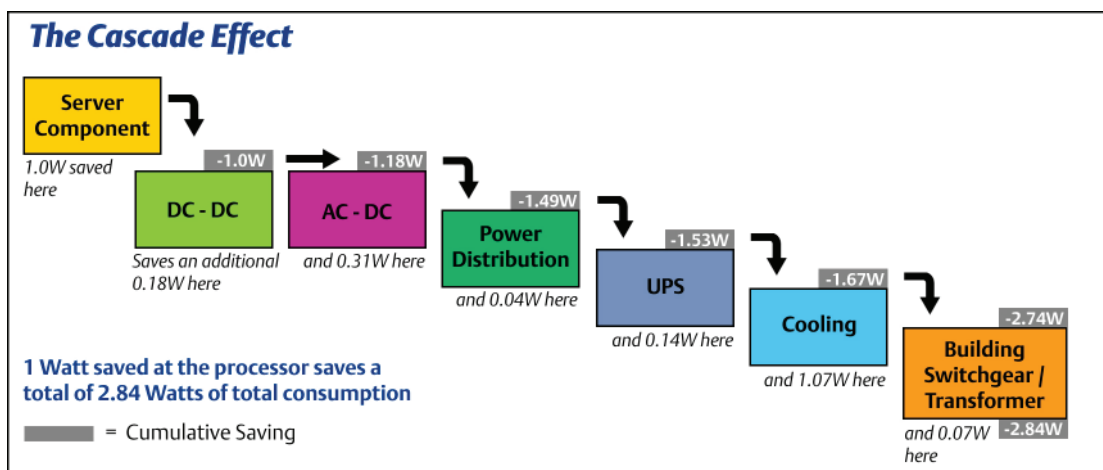 The Cascade Effect
Server
Component
1.0W saved
here
-1.0W
DC - DC
Saves an additional
0.18W here
-1.18W
AC - DC
and 0.31W here
-1.49W
Power
Distribution
and 0.04W here
-1.53W
UPS
and 0.14W here
-1.67W
Cooling
and 1.07W here
-2.74W
Building
Switchgear /
Transformer
-2.84W
and 0.07W
here
1 Watt saved at the processor saves a
total of 2.84 Watts of total consumption
= Cumulative Saving